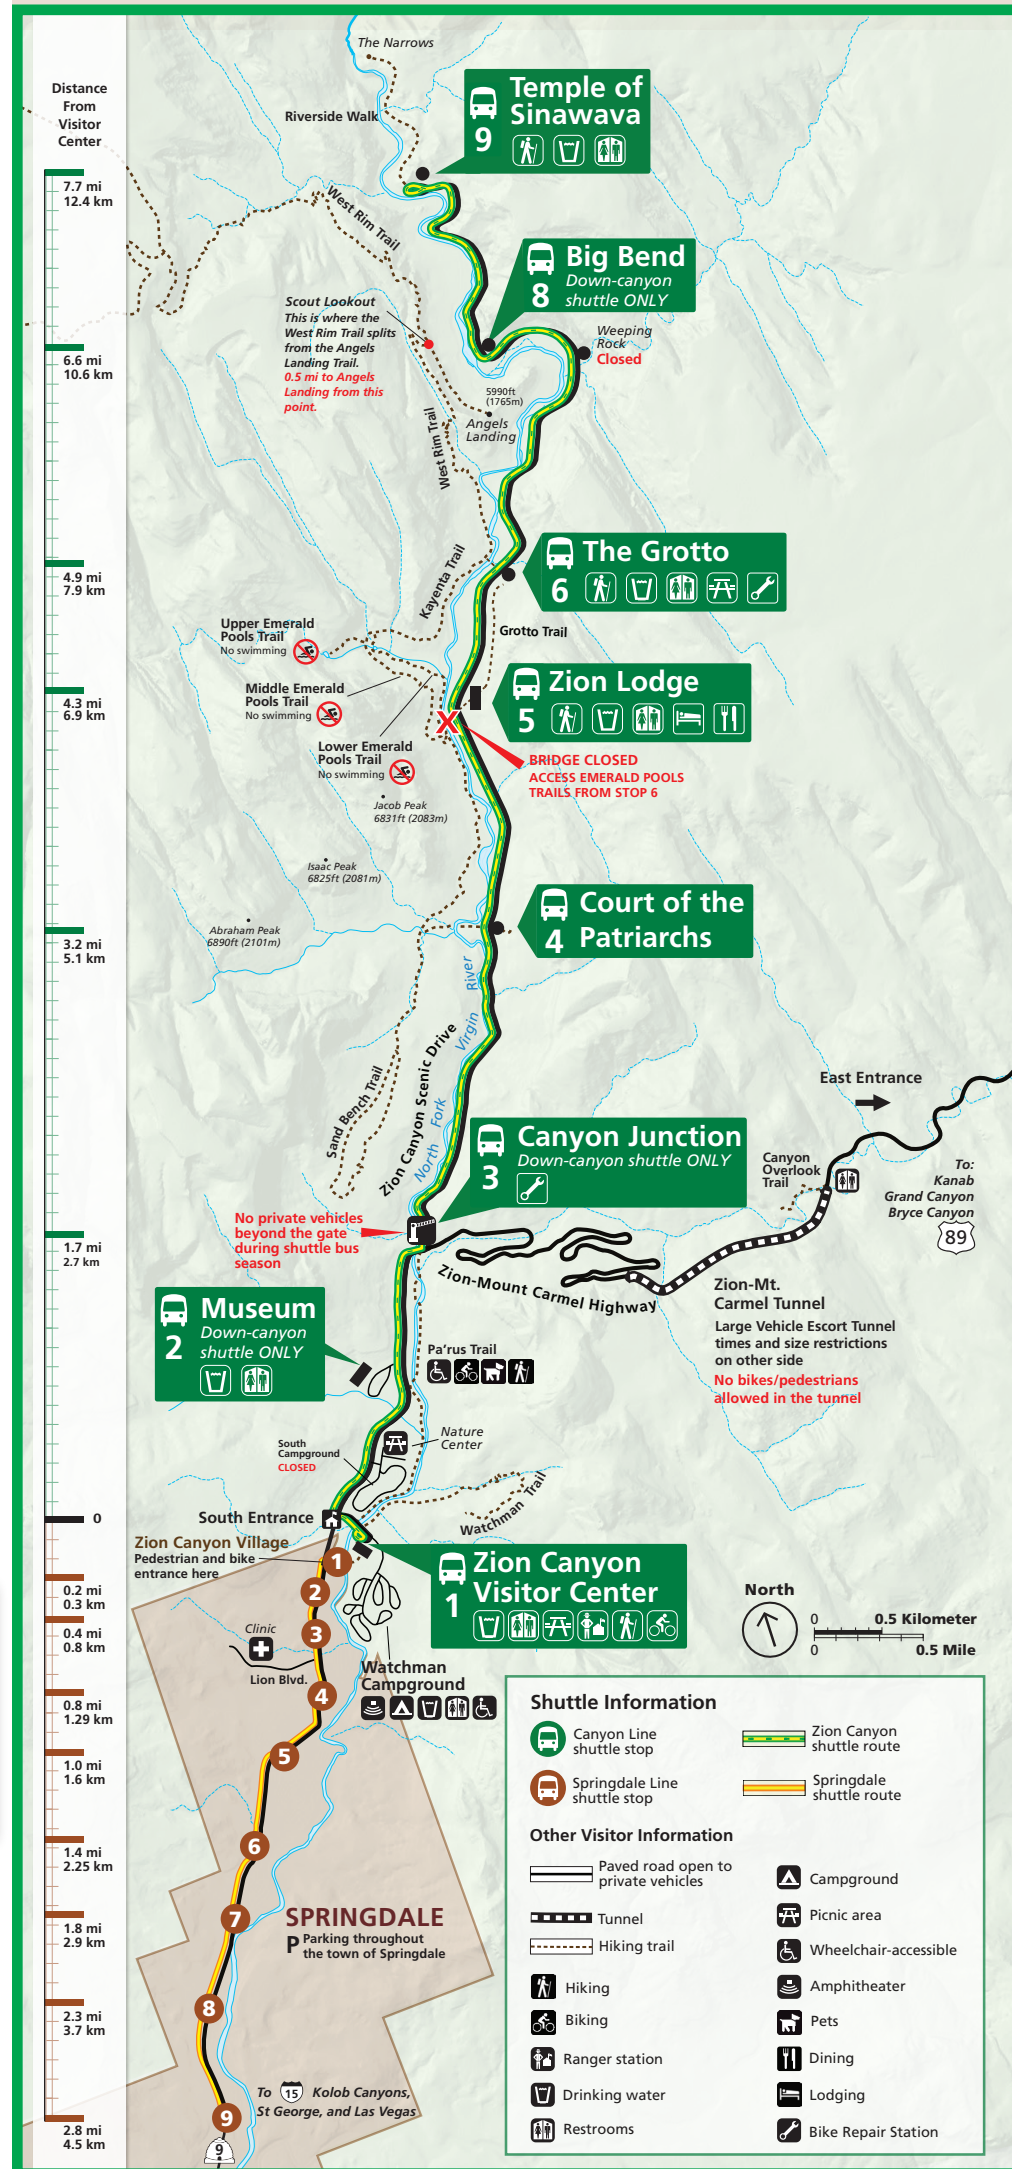 Distance
From
Visitor
Center
7.7 mi
12.4 km
6.6 mi
10.6 km
4.9 mi
7.9 km
4.3 mi
6.9 km
3.2 mi
5.1 km
1.7 mi
2.7 km
0
0.2 mi
0.3 km
0.4 mi
0.8 km
0.8 mi
1.29 km
1.0 mi
1.6 km
1.4 mi
2.25 km
1.8 mi
2.9 km
2.3 mi
3.7 km
2.8 mi
4.5 km
The Narrows
Riverside Walk
Temple of
Sinawava
9
West Rim Trail
Big Bend
8
Down-canyon
shuttle ONLY
Scout Lookout
This is where the
West Rim Trail splits
from the Angels
Landing Trail.
0.5 mi to Angels
Landing from this
point.
Weeping
Rock
Closed
5990ft
(1765m)
Angels
Landing
West Rim Trail
The Grotto
6
Kayenta Trail
Grotto Trail
Upper Emerald
Pools Trail
No swimming
Middle Emerald
Pools Trail
No swimming
Lower Emerald
Pools Trail
No swimming
Zion Lodge
5
X
BRIDGE CLOSED
ACCESS EMERALD POOLS
TRAILS FROM STOP 6
Jacob Peak
6831ft (2083m)
Isaac Peak
6825ft (2081m)
Abraham Peak
6890ft (2101m)
Court of the
Patriarchs
4
North Fork Virgin River
Zion Canyon Scenic Drive
Sand Bench Trail
East Entrance
Canyon
Overlook
Trail
To:
Kanab
Grand Canyon
Bryce Canyon
89
Canyon Junction
3
Down-canyon shuttle ONLY
No private vehicles
beyond the gate
during shuttle bus
season
Zion-Mount Carmel Highway
Zion-Mt.
Carmel Tunnel
Large Vehicle Escort Tunnel
times and size restrictions
on other side
No bikes/pedestrians
allowed in the tunnel
Museum
2
Down-canyon
shuttle ONLY
Pa'rus Trail
Nature
Center
South
Campground
CLOSED
Watchman Trail
South Entrance
Zion Canyon Village
Pedestrian and bike
entrance here
Zion Canyon
Visitor Center
1
1
2
3
4
5
6
7
8
9
Clinic
Lion Blvd.
Watchman
Campground
North
0
0.5 Kilometer
0
0.5 Mile
SPRINGDALE
P Parking throughout
the town of Springdale
To 15 Kolob Canyons,
St George, and Las Vegas
9
Shuttle Information
Canyon Line
shuttle stop
Zion Canyon
shuttle route
Springdale Line
shuttle stop
Springdale
shuttle route
Other Visitor Information
Paved road open to
private vehicles
Tunnel
Hiking trail
Hiking
Biking
Ranger station
Drinking water
Restrooms
Campground
Picnic area
Wheelchair-accessible
Amphitheater
Pets
Dining
Lodging
Bike Repair Station